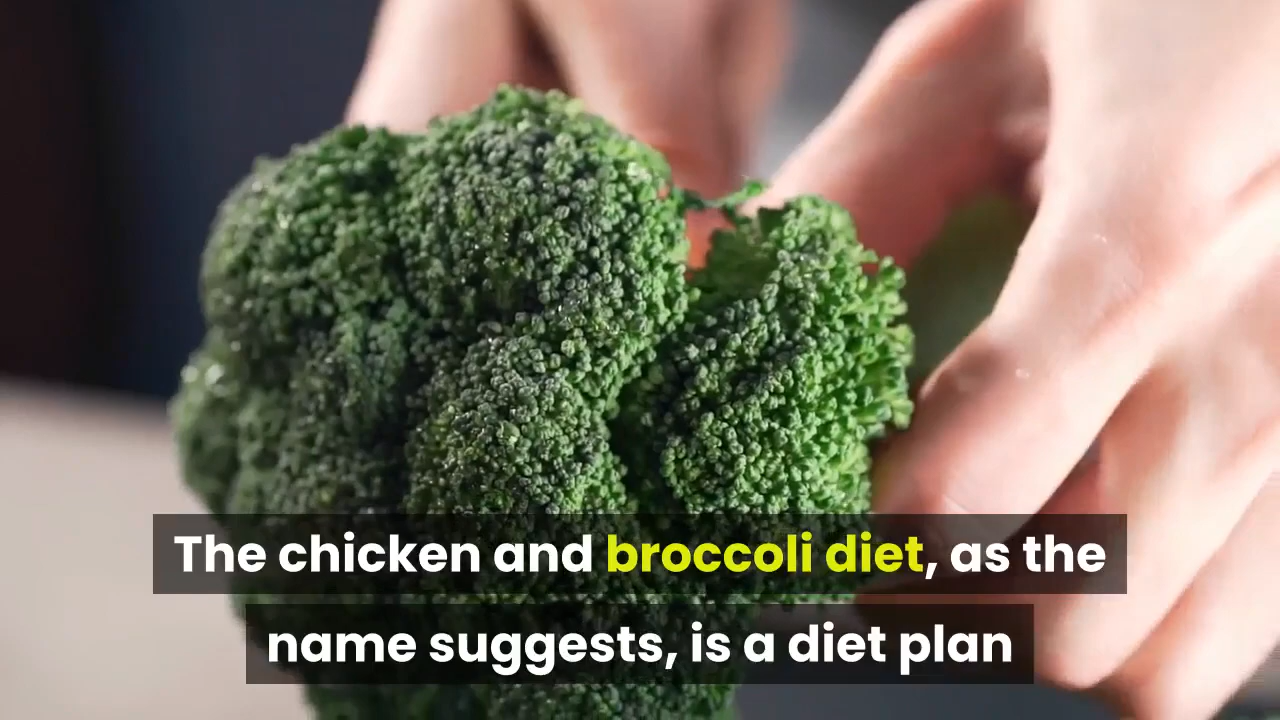 The chicken and broccoli diet, as the
name suggests, is a diet plan